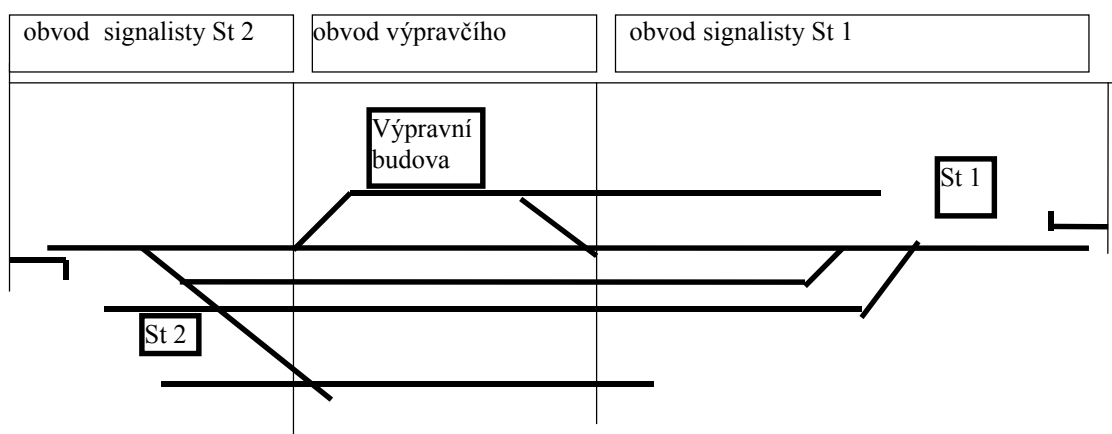 obvod signalisty St 2
obvod výpravčího
obvod signalisty St 1
Výpravní
budova
St 1
St 2